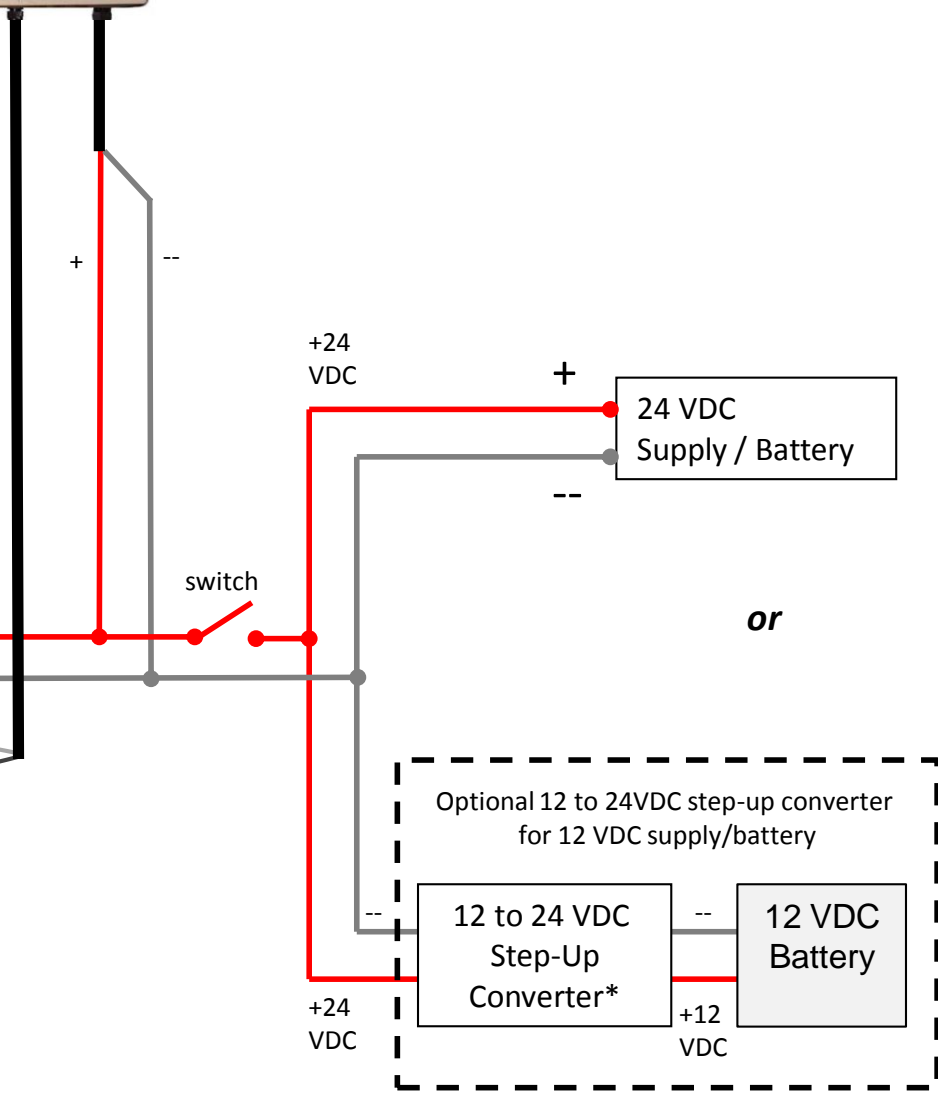 + --
+24
VDC
+
24 VDC
Supply / Battery
--
switch
or
Optional 12 to 24VDC step-up converter
for 12 VDC supply/battery
--
12 to 24 VDC
Step-Up
Converter*
--
12 VDC
Battery
+24
VDC
+12
VDC